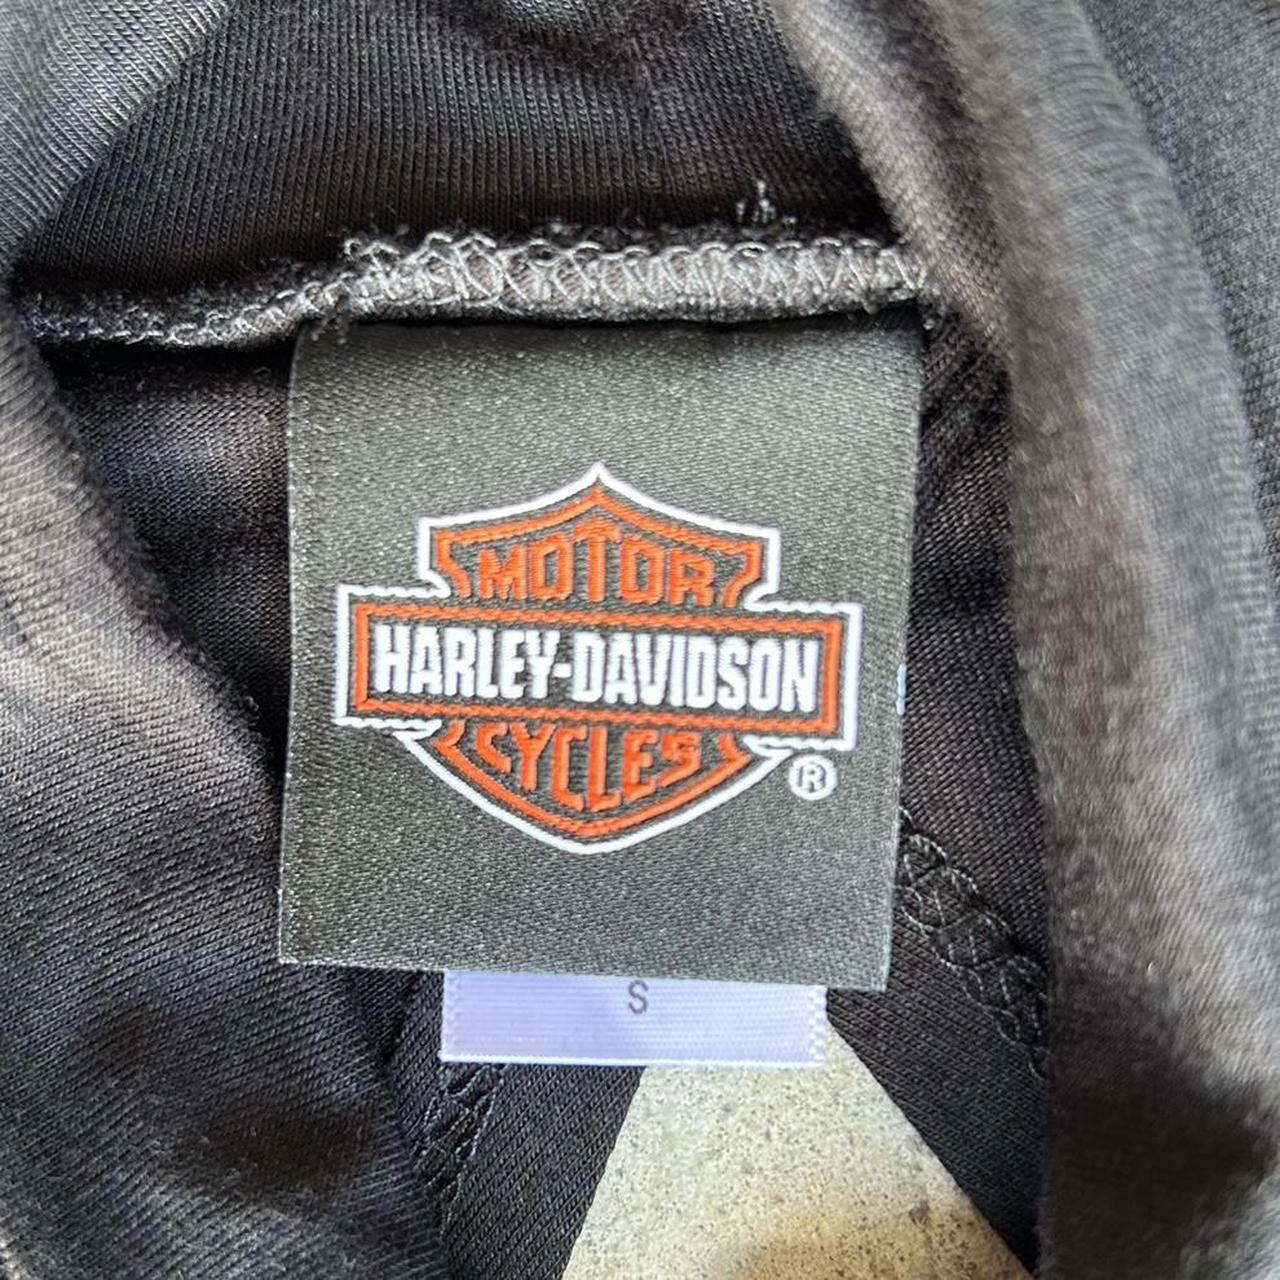 MOTOR
HARLEY-DAVIDSON
CYCLES
®
S